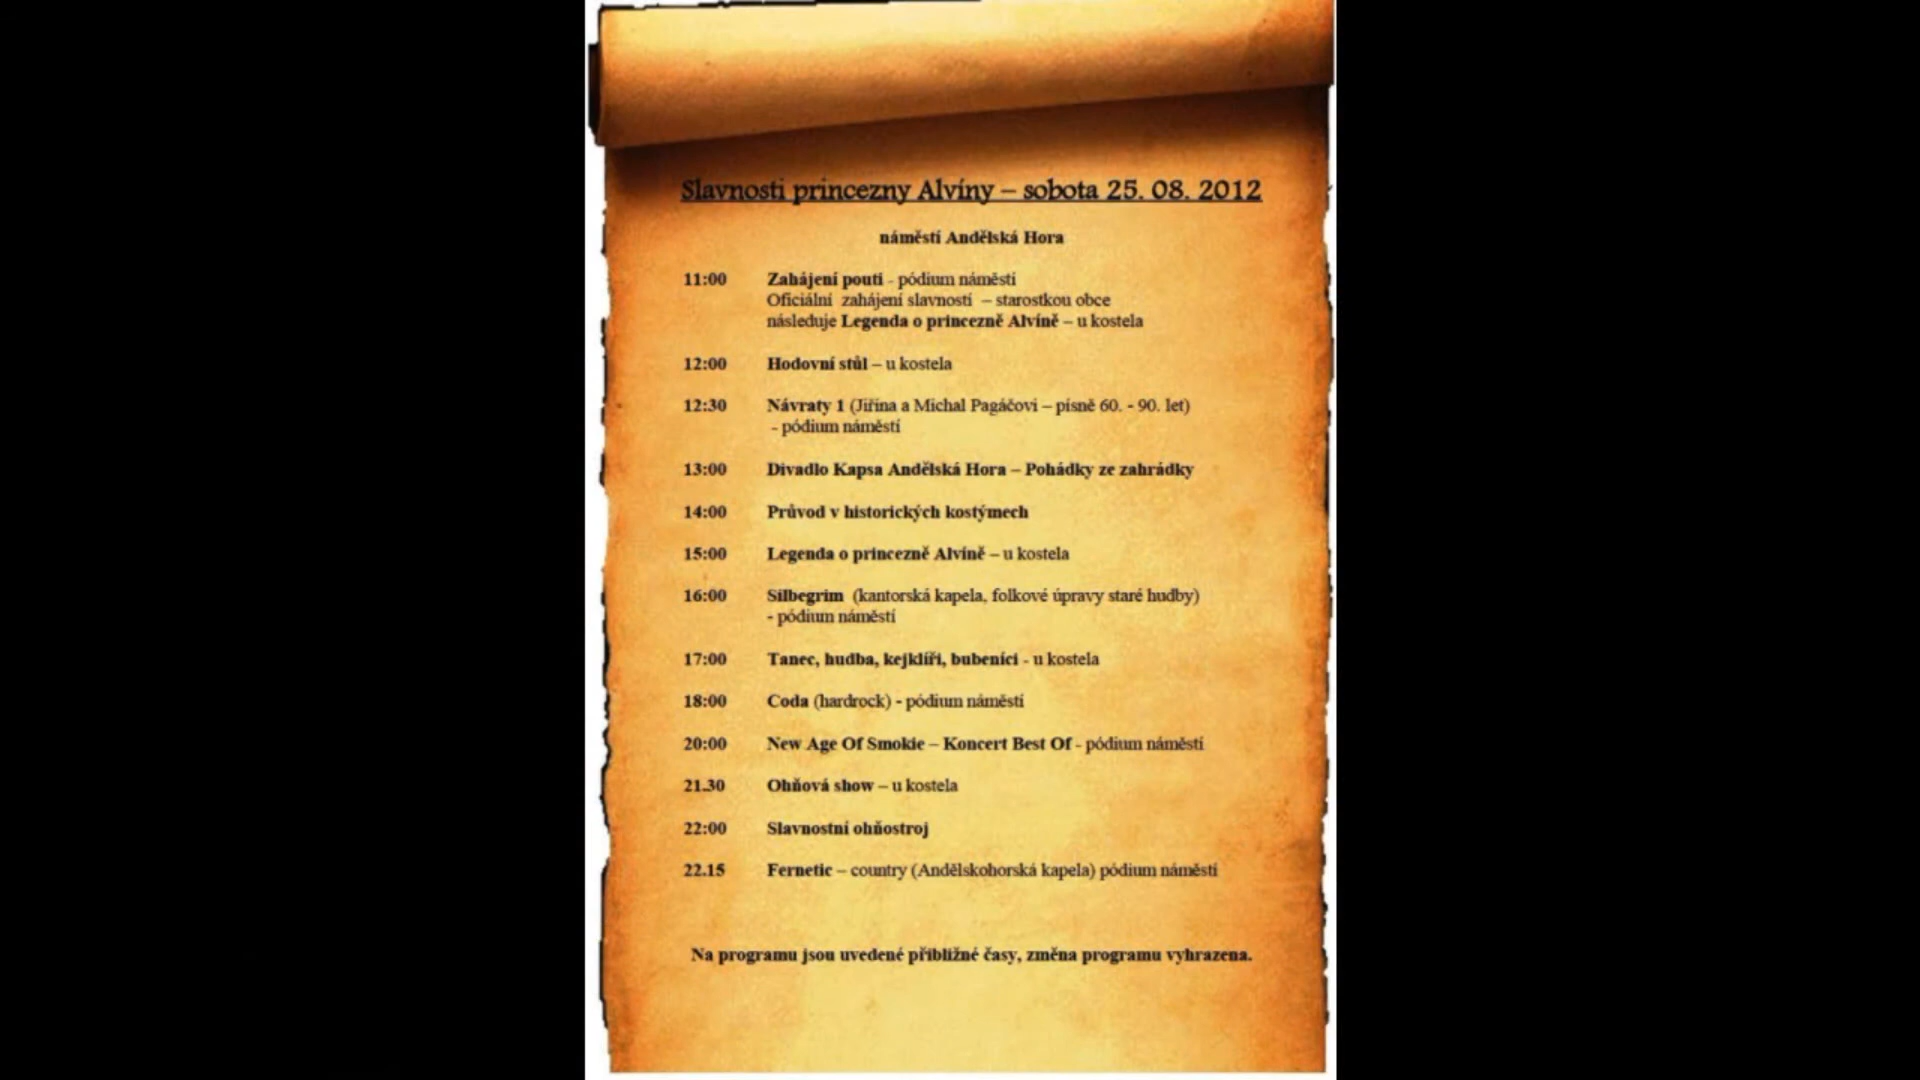 Slavnosti princezny Alvíny – sobota 25. 08. 2012
náměstí Andělská Hora
11:00 Zahájení pouti - pódium náměstí
Oficiální zahájení slavností – starostkou obce
následuje Legenda o princezně Alvíně – u kostela
12:00 Hodovní stůl – u kostela
12:30 Návraty 1 (Jiřina a Michal Pagáčovi – písně 60. - 90. let)
- pódium náměstí
13:00 Divadlo Kapsa Andělská Hora – Pohádky ze zahrádky
14:00 Průvod v historických kostýmech
15:00 Legenda o princezně Alvíně – u kostela
16:00 Silbegrim (kantorská kapela, folkové úpravy staré hudby)
- pódium náměstí
17:00 Tanec, hudba, kejklíři, bubeníci - u kostela
18:00 Coda (hardrock) - pódium náměstí
20:00 New Age Of Smokie – Koncert Best Of - pódium náměstí
21.30 Ohňová show – u kostela
22:00 Slavnostní ohňostroj
22.15 Fernetic – country (Andělskohorská kapela) pódium náměstí
Na programu jsou uvedené přibližné časy, změna programu vyhrazena.